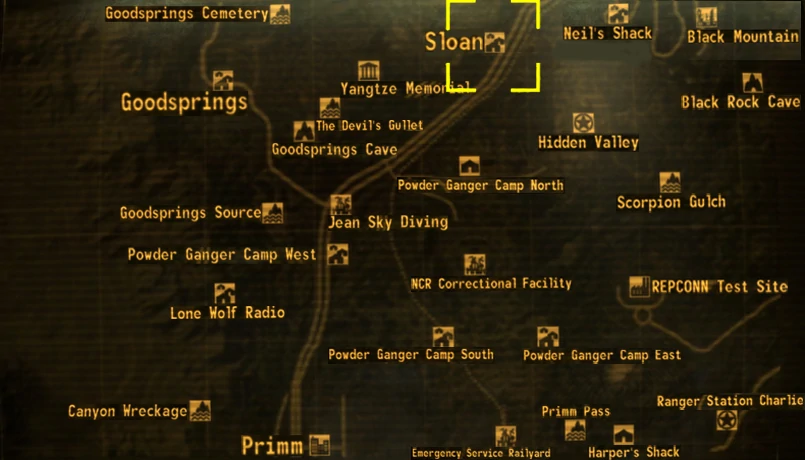 Goodsprings Cemetery
Sloan
Neil's Shack
Black Mountain
Goodsprings
Yangtze Memorial
Black Rock Cave
The Devil's Gullet
Goodsprings Cave
Hidden Valley
Powder Ganger Camp North
Scorpion Gulch
Goodsprings Source
Jean Sky Diving
Powder Ganger Camp West
NCR Correctional Facility
REPCONN Test Site
Lone Wolf Radio
Powder Ganger Camp South
Powder Ganger Camp East
Canyon Wreckage
Primm Pass
Ranger Station Charlie
Primm
Emergency Service Railyard
Harper's Shack